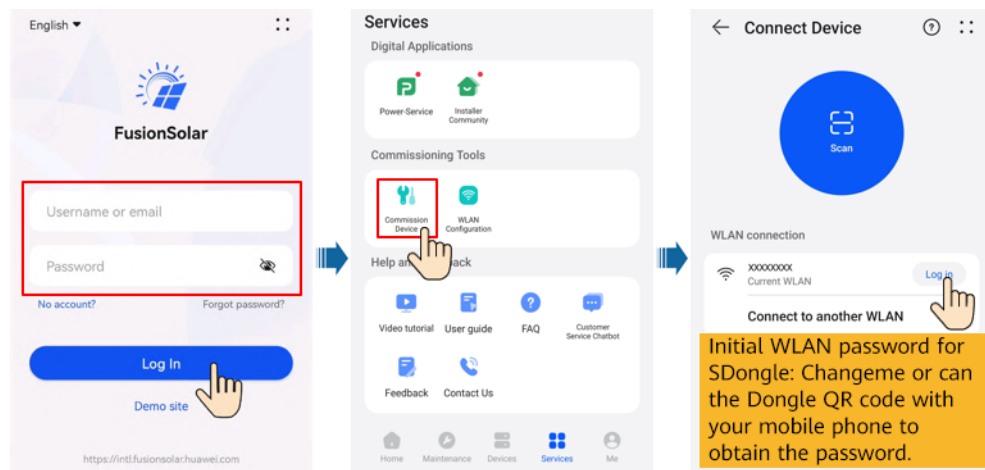 English
FusionSolar
Username or email
Password
No account?
Forgot password?
Log In
Demo site
https://intl.fusionsolar.huawei.com
Services
Digital Applications
Power-Service
Installer
Community
Commissioning Tools
Commission
Device
WLAN
Configuration
Help an back
Video tutorial
User guide
FAQ
Customer
Service Chatbot
Feedback
Contact Us
Home
Maintenance
Devices
Services
Me
Connect Device
Scan
WLAN connection
XXXXXXXX
Current WLAN
Log in
Connect to another WLAN
Initial WLAN password for
SDongle: Changeme or can
the Dongle QR code with
your mobile phone to
obtain the password.